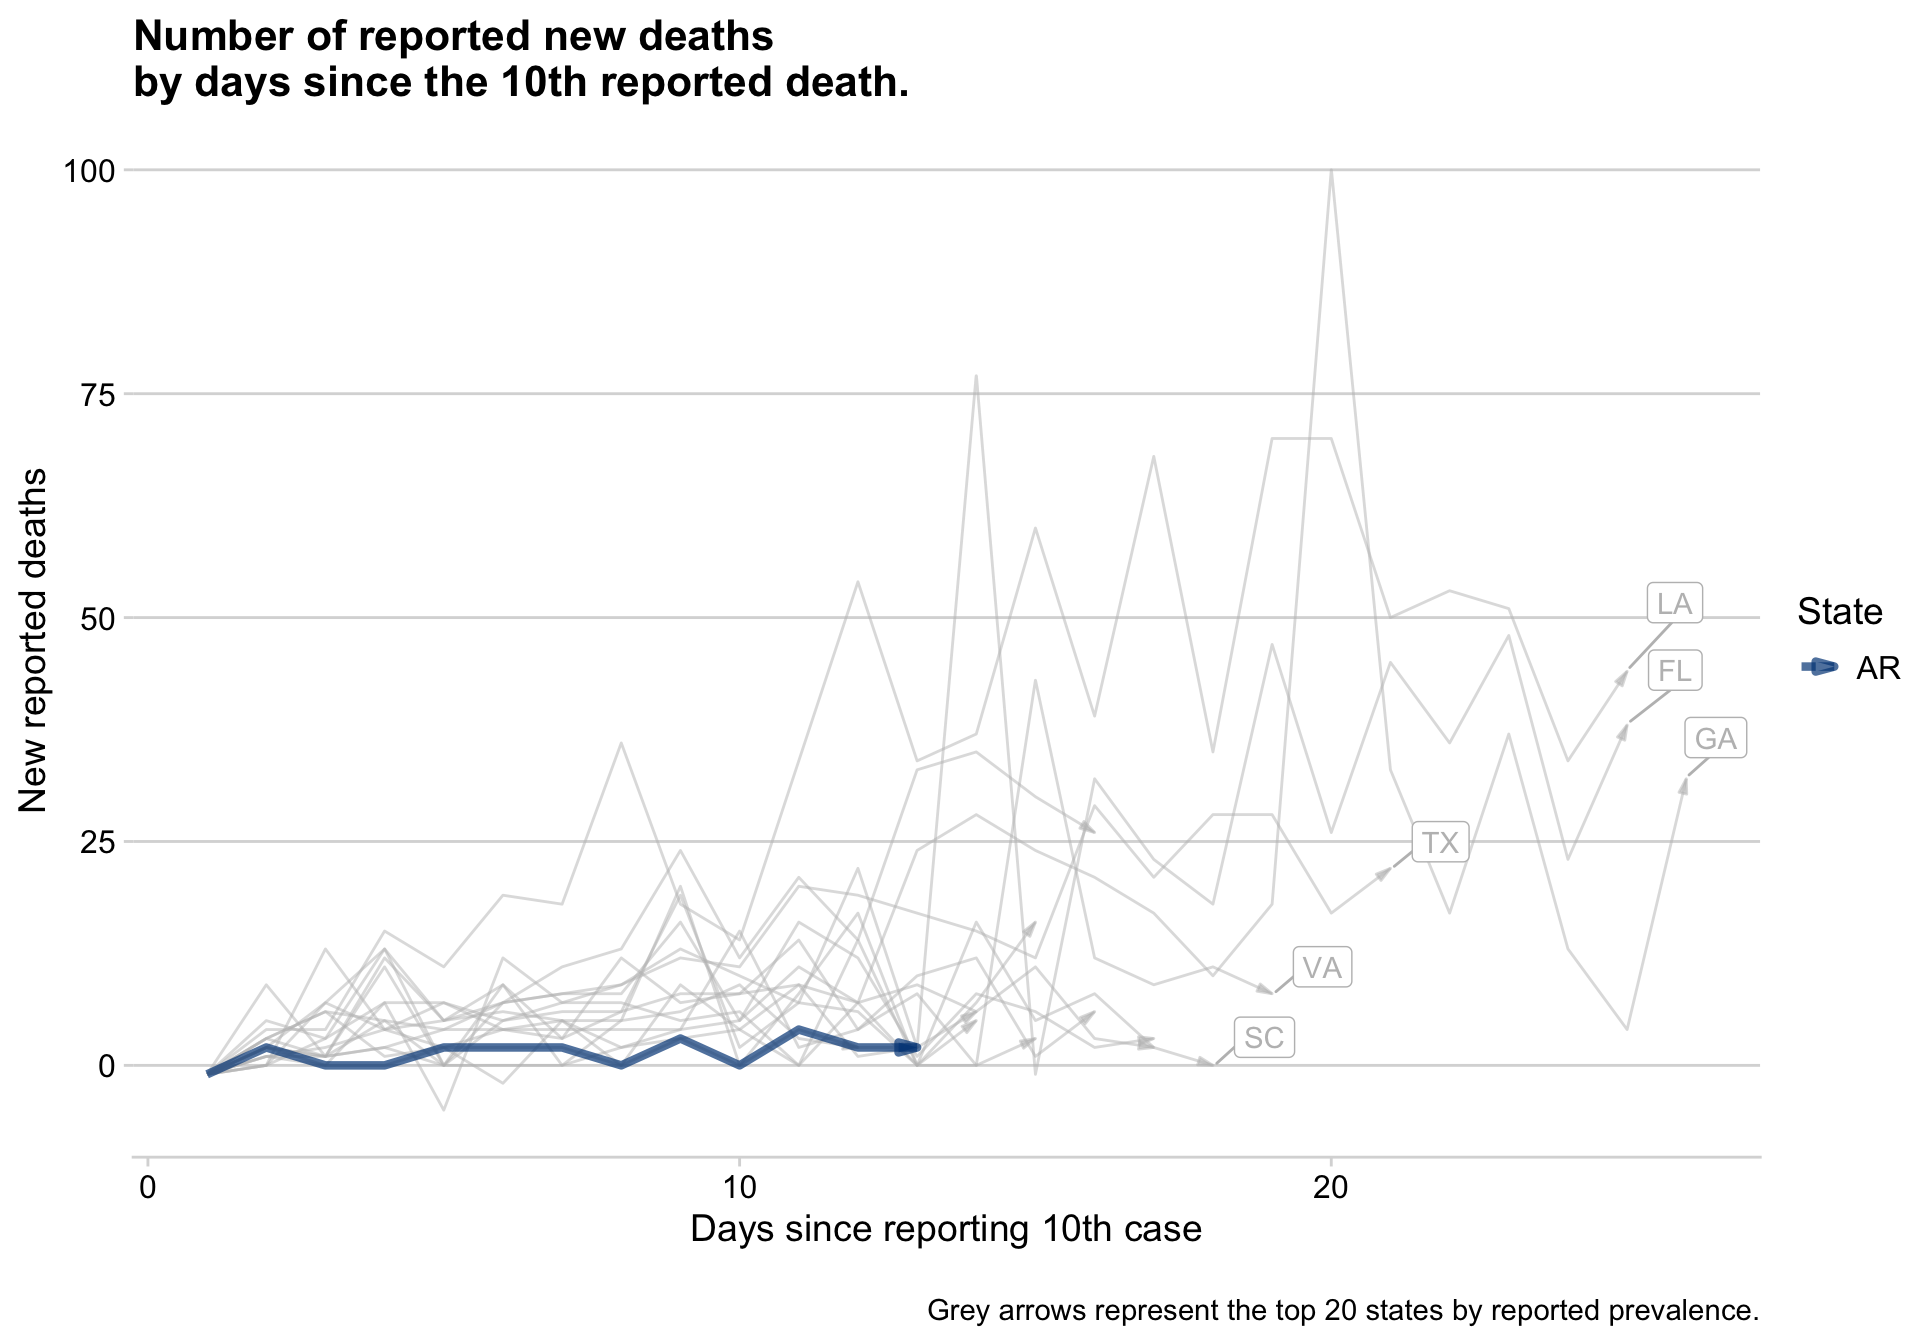 Number of reported new deaths
by days since the 10th reported death.
100
75
50
25
0
New reported deaths
LA
FL
GA
TX
VA
SC
State
AR
0
10
20
Days since reporting 10th case
Grey arrows represent the top 20 states by reported prevalence.